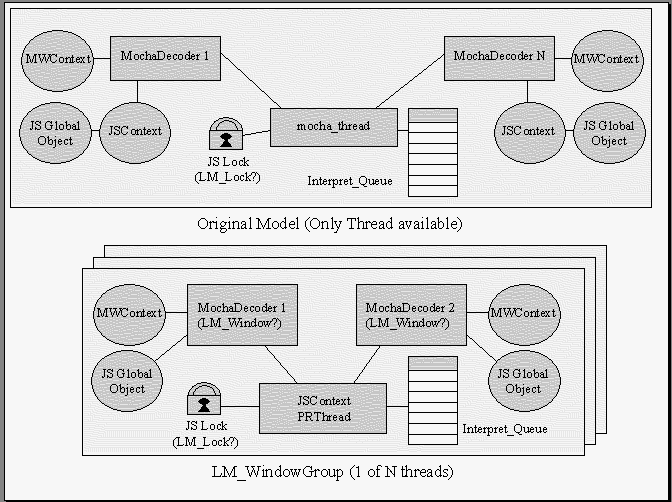 MWContext
MochaDecoder 1
MochaDecoder N
MWContext
JS Global
Object
JSContext
JS Lock
(LM_Lock?)
mocha_thread
Interpret_Queue
JSContext
JS Global
Object
Original Model (Only Thread available)
MWContext
MochaDecoder 1
(LM_Window?)
MochaDecoder 2
(LM_Window?)
MWContext
JS Global
Object
JS Lock
(LM_Lock?)
JSContext
PRThread
JS Global
Object
Interpret_Queue
LM_WindowGroup (1 of N threads)